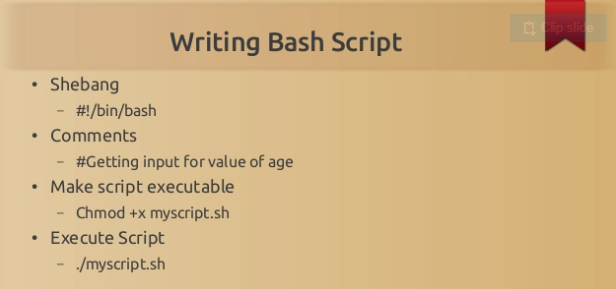 Writing Bash Script
Clip slide
• Shebang
– #!/bin/bash
• Comments
– #Getting input for value of age
• Make script executable
– Chmod +x myscript.sh
• Execute Script
– ./myscript.sh